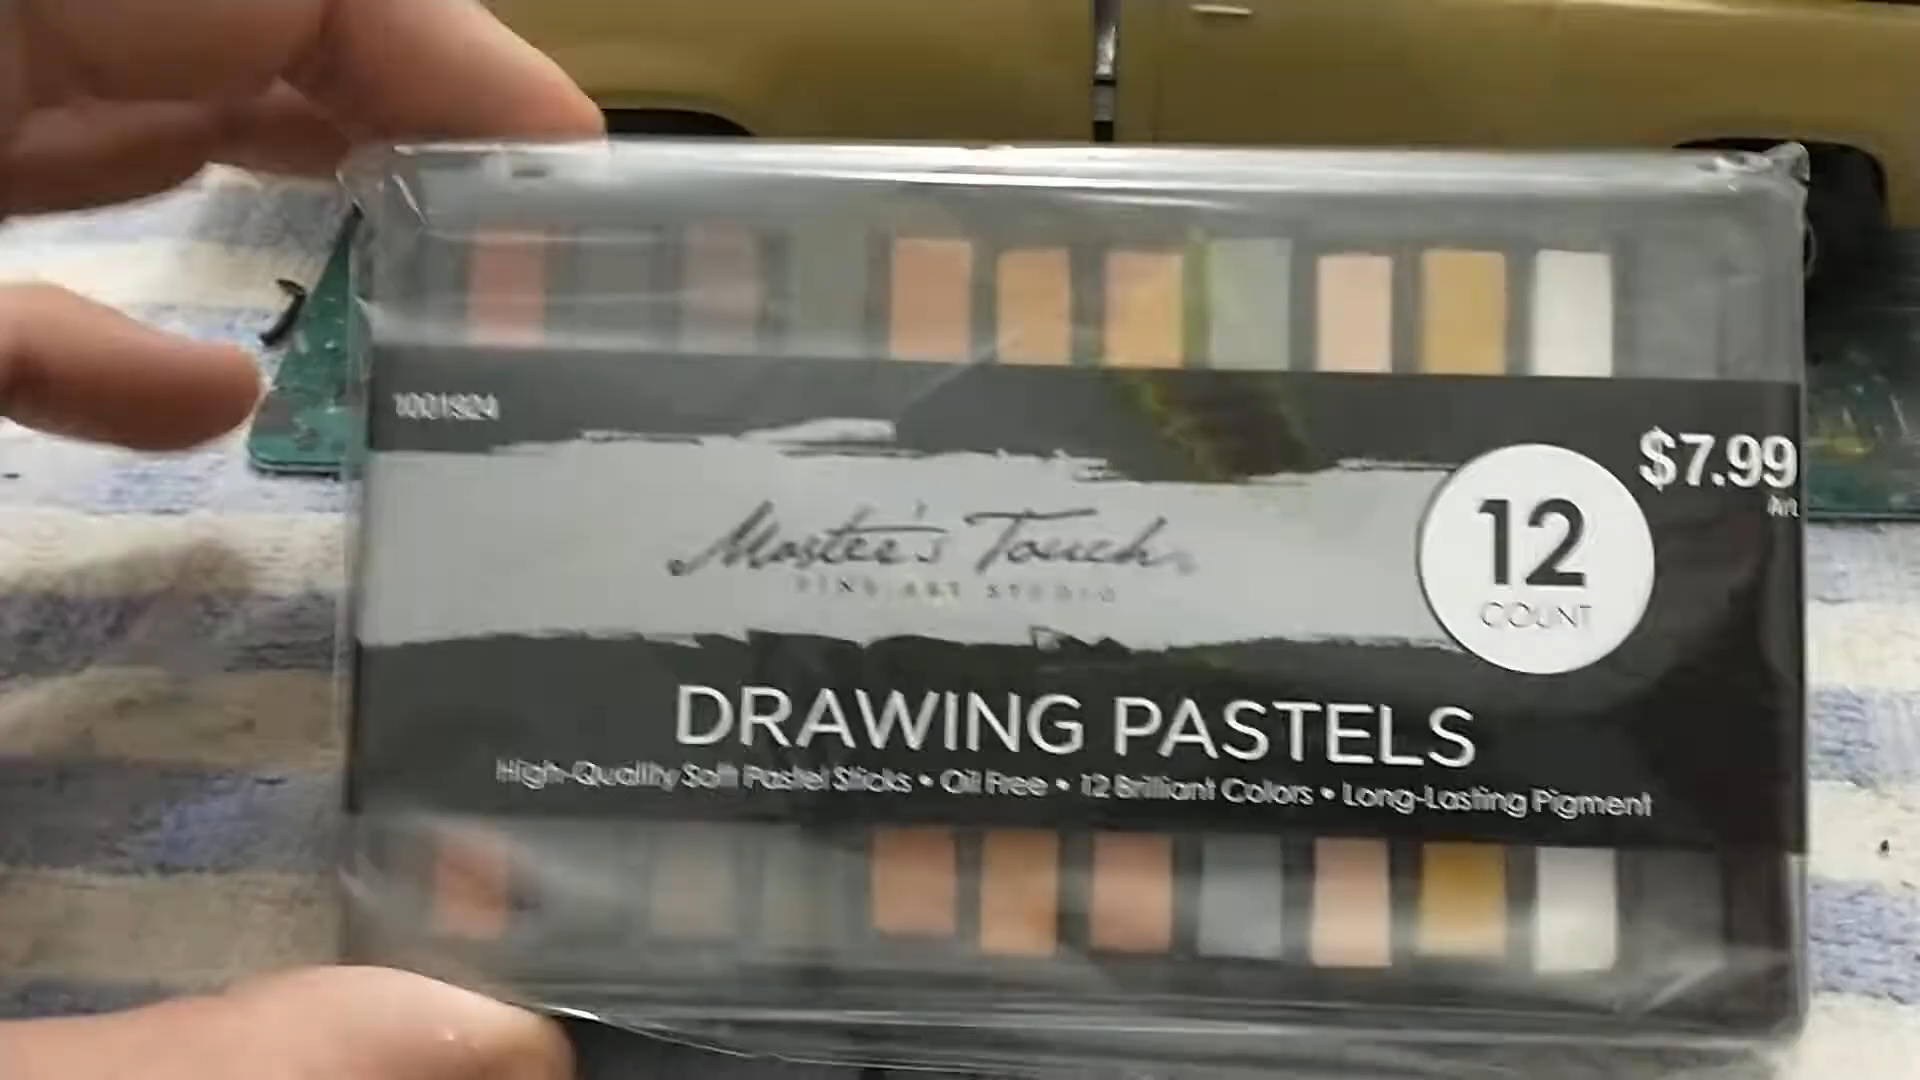 1001924
$7.99
Art
Master's Touch
FINE ART STUDIO
12
COUNT
DRAWING PASTELS
High-Quality Soft Pastel Sticks • Oil Free • 12 Brilliant Colors • Long-Lasting Pigment